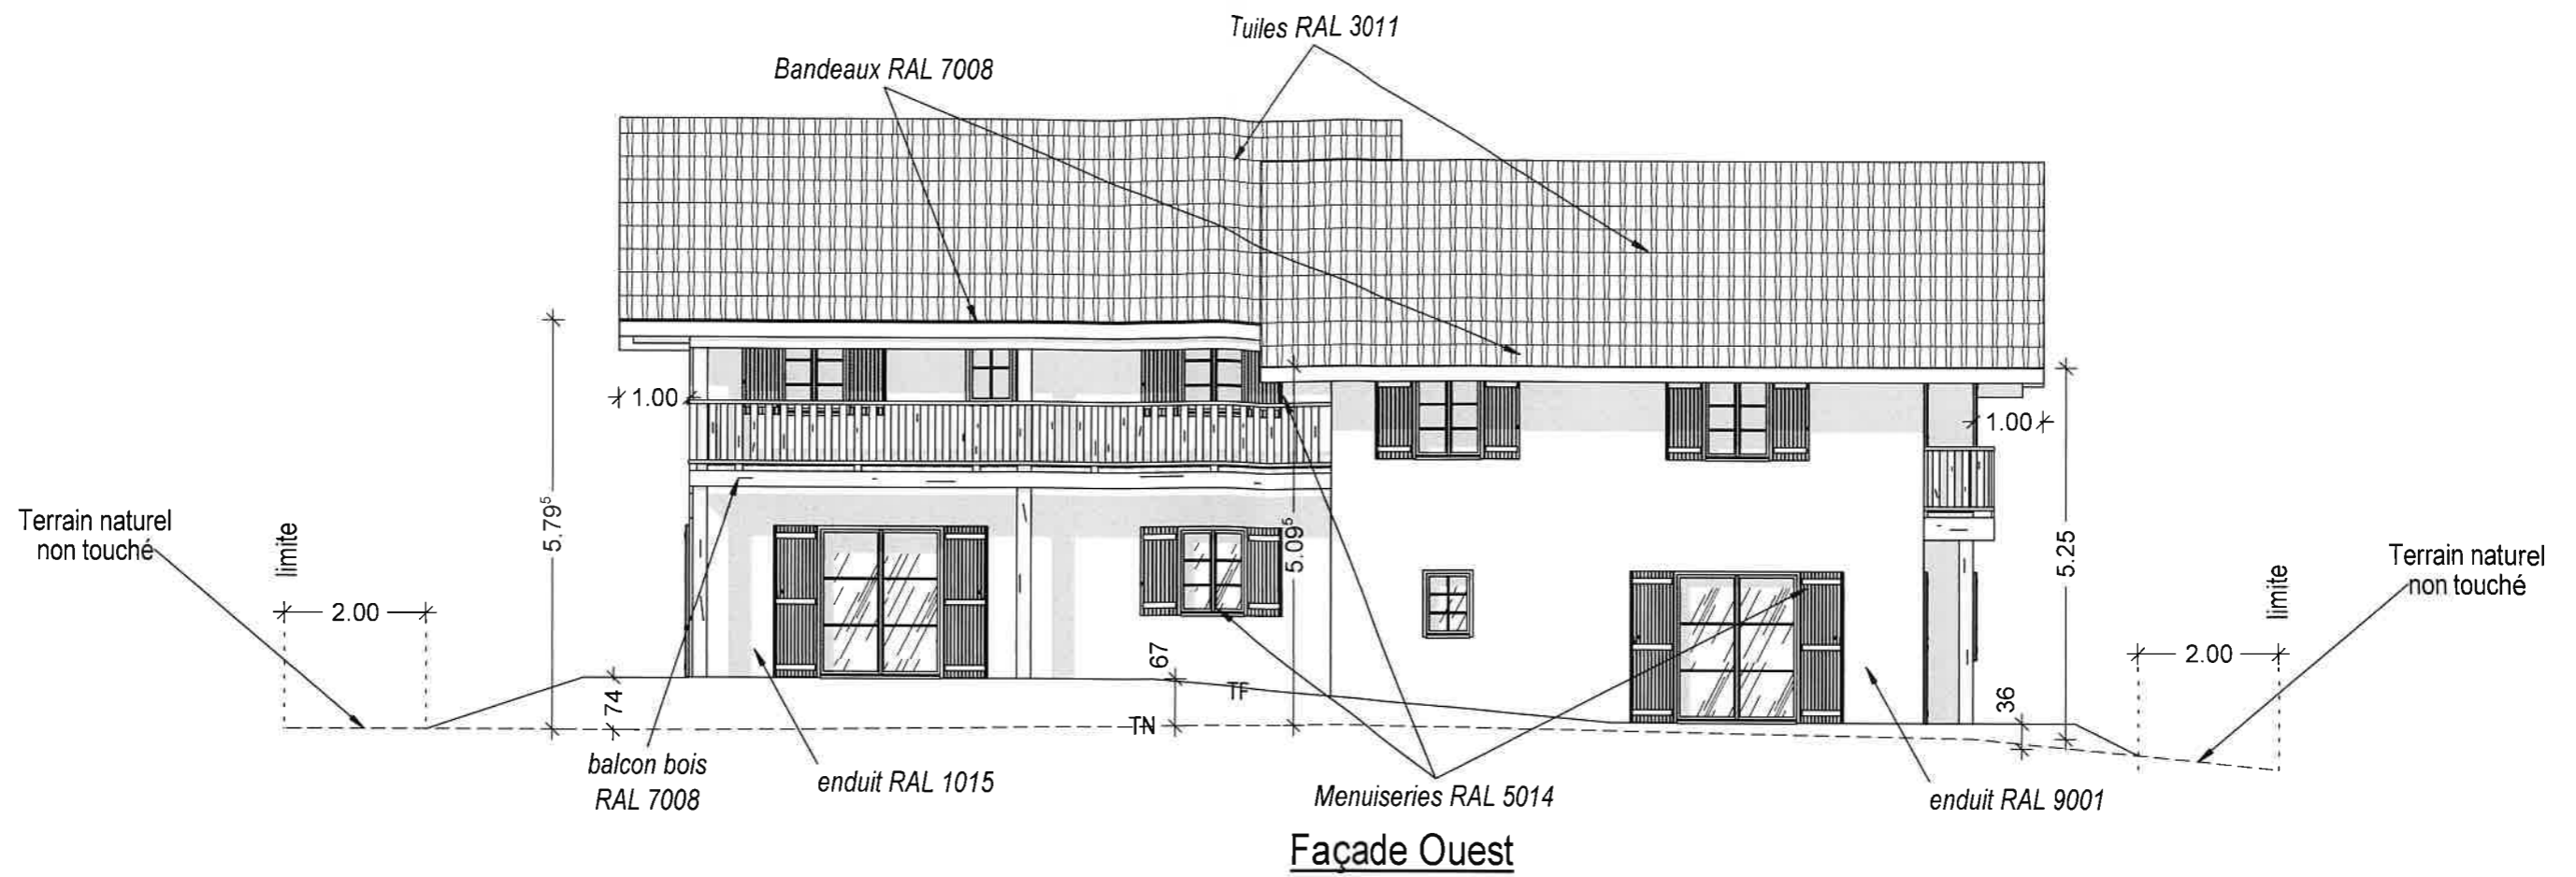 Tuiles RAL 3011
Bandeaux RAL 7008
1.00
1.00
5.79⁵
5.09⁵
5.25
Terrain naturel
non touché
limite
2.00
Terrain naturel
non touché
limite
2.00
74
67
TF
TN
36
balcon bois
RAL 7008
enduit RAL 1015
Menuiseries RAL 5014
enduit RAL 9001
Façade Ouest